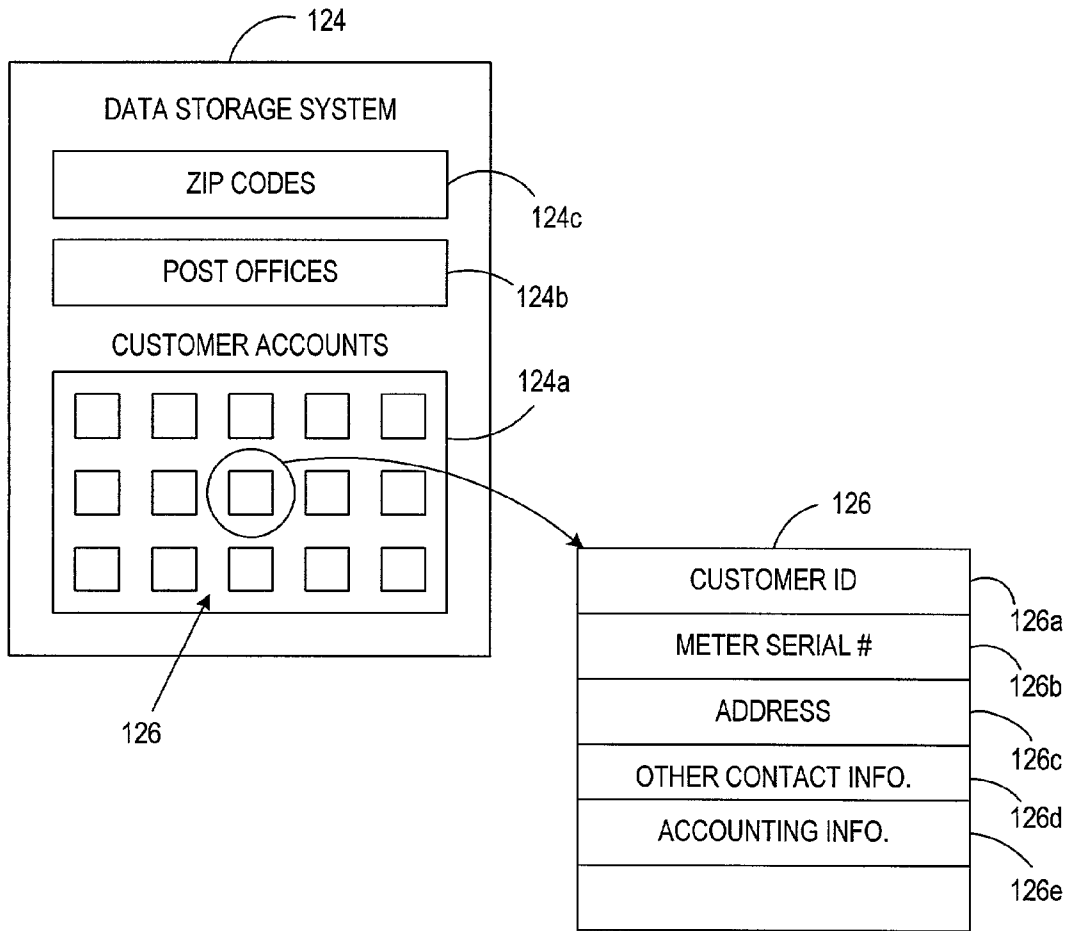 124
DATA STORAGE SYSTEM
ZIP CODES
124c
POST OFFICES
124b
CUSTOMER ACCOUNTS
124a
126
126
CUSTOMER ID
126a
METER SERIAL #
126b
ADDRESS
126c
OTHER CONTACT INFO.
126d
ACCOUNTING INFO.
126e